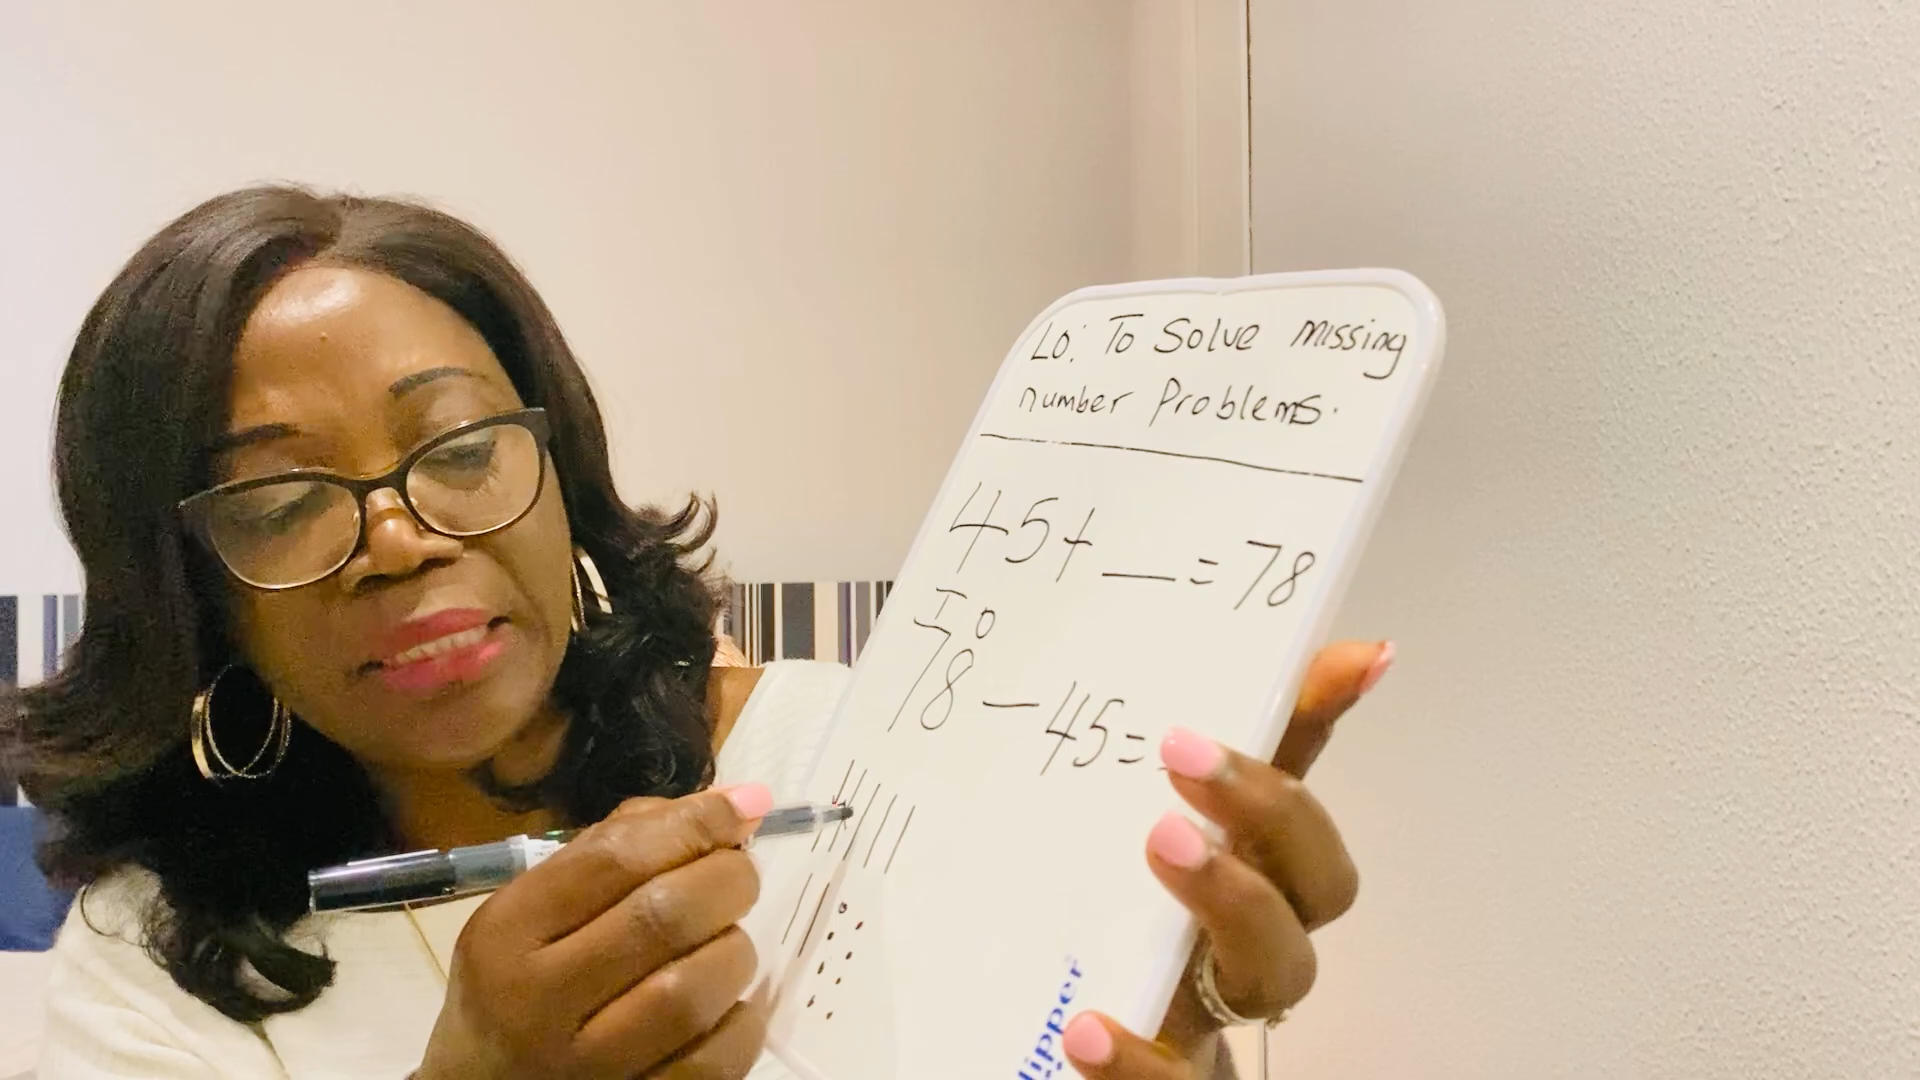 LO: To Solve missing
number Problems.
45+ __ = 78
T O
78 - 45=